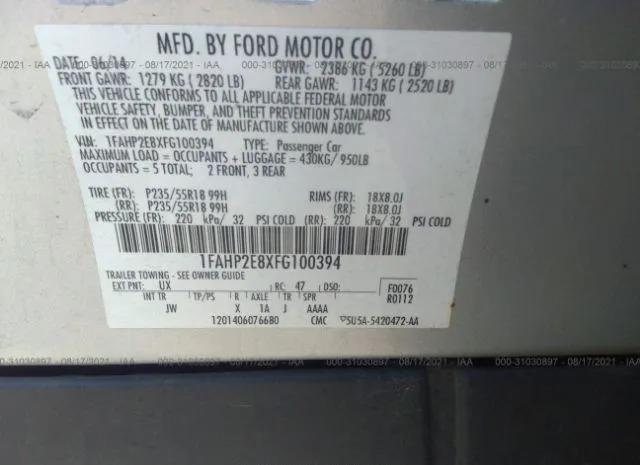 MFD. BY FORD MOTOR CO.
DATE: 06/14 GVWR: 2386 KG ( 5260 LB)
FRONT GAWR: 1279 KG ( 2820 LB) REAR GAWR: 1143 KG ( 2520 LB)
THIS VEHICLE CONFORMS TO ALL APPLICABLE FEDERAL MOTOR
VEHICLE SAFETY, BUMPER, AND THEFT PREVENTION STANDARDS
IN EFFECT ON THE DATE OF MANUFACTURE SHOWN ABOVE.
VIN: 1FAHP2E8XFG100394 TYPE: Passenger Car
MAXIMUM LOAD = OCCUPANTS + LUGGAGE = 430KG/ 950LB
OCCUPANTS = 5 TOTAL; 2 FRONT, 3 REAR
TIRE (FR): P235/55R18 99H RIMS (FR): 18X8.0J
(RR): P235/55R18 99H (RR): 18X8.0J
PRESSURE (FR): 220 kPa/ 32 PSI COLD (RR): 220 kPa/ 32 PSI COLD
1FAHP2E8XFG100394
TRAILER TOWING - SEE OWNER GUIDE
EXT PNT: UX RC: 47 DSO: F0076
INT TR TP/PS R AXLE TR SPR R0112
JW X 1A J AAAA
12014060766B0 CMC ▽5U5A-5420472-AA
000-31030897 - 08/17/2021 - IAA